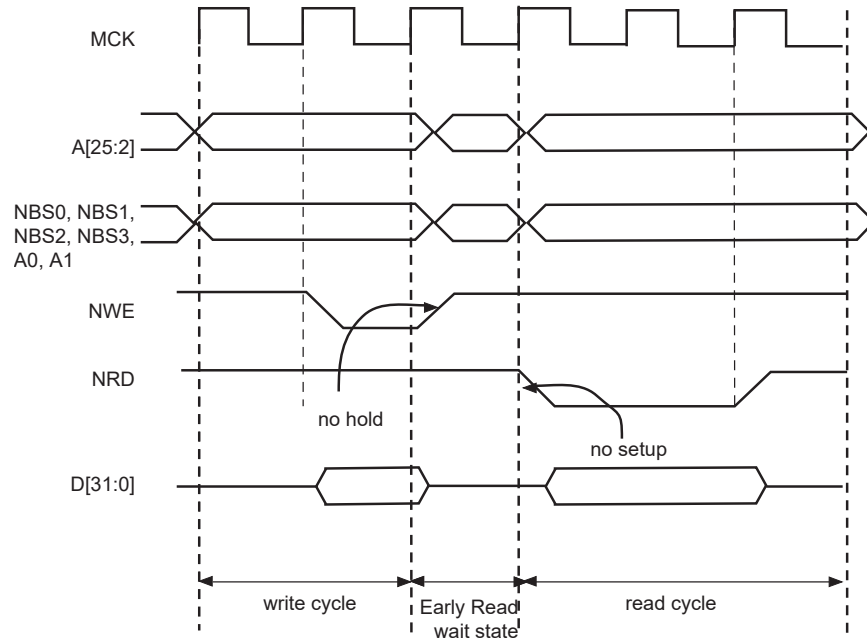 MCK
A[25:2]
NBS0, NBS1,
NBS2, NBS3,
A0, A1
NWE
NRD
no hold
no setup
D[31:0]
write cycle
Early Read
wait state
read cycle